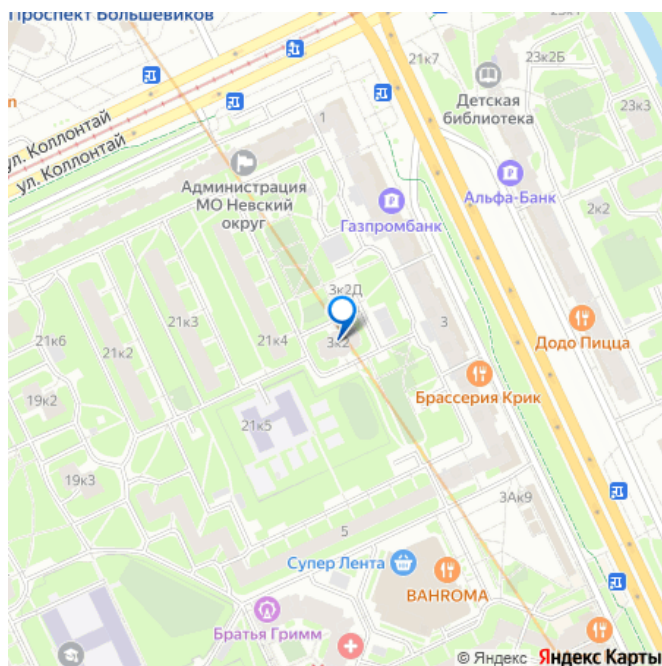 Проспект Большевиков
21к7
23к2Б
Детская
библиотека
23к3
ул. Коллонтай
ул. Коллонтай
1
Администрация
МО Невский
округ
Газпромбанк
Альфа-Банк
2к2
3к2Д
3к2
3
21к6
21к2
21к3
21к4
Додо Пицца
Брассерия Крик
19к2
21к5
19к3
3Ак9
5
Супер Лента
BAHROMA
Братья Гримм
© Яндекс Яндекс Карты